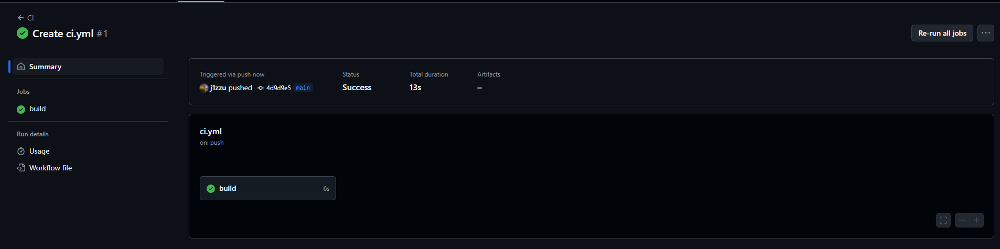 CI
Create ci.yml #1
Re-run all jobs
Summary
Jobs
build
Run details
Usage
Workflow file
Triggered via push now
j1zzu pushed 4d9d9e5 main
Status
Success
Total duration
13s
Artifacts
–
ci.yml
on: push
build 6s